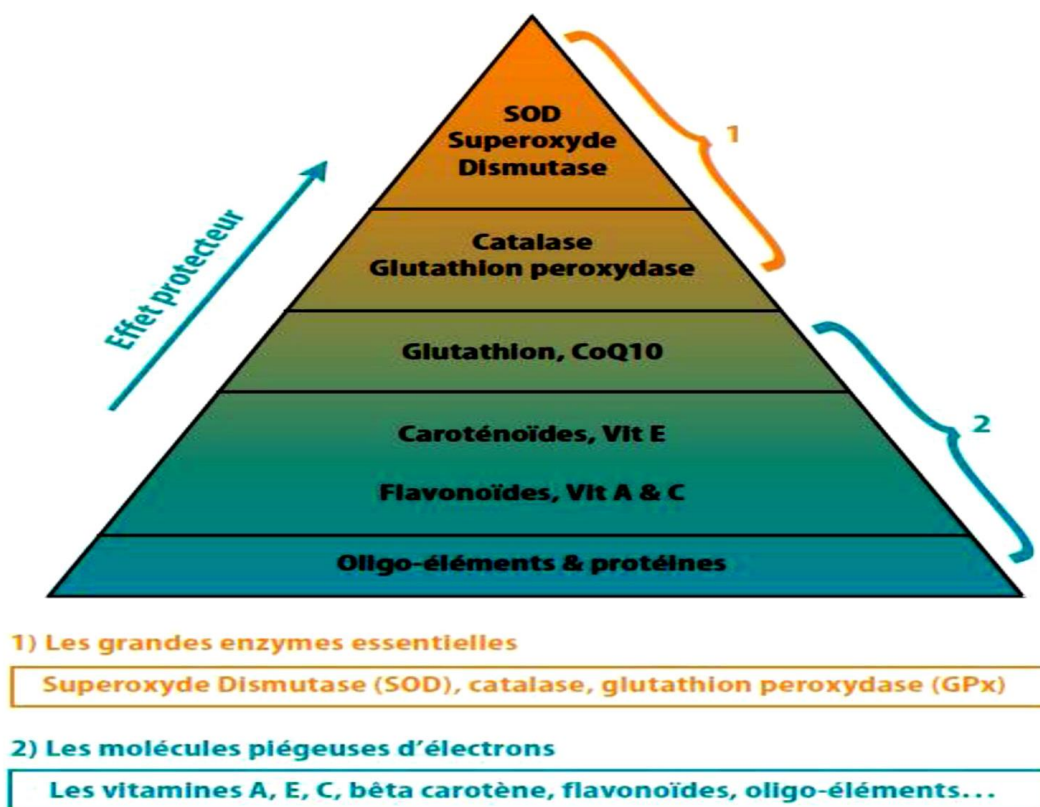 SOD
Superoxyde
Dismutase
1
Catalase
Glutathion peroxydase
Effet protecteur
Glutathion, CoQ10
2
Caroténoïdes, Vit E
Flavonoïdes, Vit A & C
Oligo-éléments & protéines
1) Les grandes enzymes essentielles
Superoxyde Dismutase (SOD), catalase, glutathion peroxydase (GPx)
2) Les molécules piégeuses d'électrons
Les vitamines A, E, C, bêta carotène, flavonoïdes, oligo-éléments...